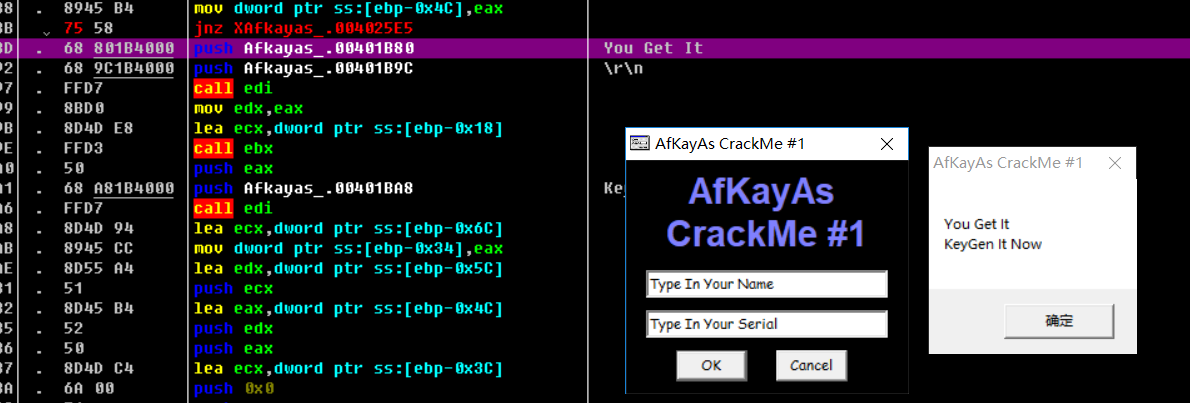 38 . 8945 B4 mov dword ptr ss:[ebp-0x4C],eax
3B . 75 58 jnz XAfkayas_.004025E5
3D . 68 801B4000 push Afkayas_.00401B80 You Get It
92 . 68 9C1B4000 push Afkayas_.00401B9C \r\n
97 . FFD7 call edi
99 . 8BD0 mov edx,eax
9B . 8D4D E8 lea ecx,dword ptr ss:[ebp-0x18]
9E . FFD3 call ebx
A0 . 50 push eax
A1 . 68 A81B4000 push Afkayas_.00401BA8 Key
A6 . FFD7 call edi
A8 . 8D4D 94 lea ecx,dword ptr ss:[ebp-0x6C]
AB . 8945 CC mov dword ptr ss:[ebp-0x34],eax
AE . 8D55 A4 lea edx,dword ptr ss:[ebp-0x5C]
31 . 51 push ecx
32 . 8D45 B4 lea eax,dword ptr ss:[ebp-0x4C]
35 . 52 push edx
36 . 50 push eax
37 . 8D4D C4 lea ecx,dword ptr ss:[ebp-0x3C]
3A . 6A 00 push 0x0
AfKayAs CrackMe #1
AfKayAs
CrackMe #1
Type In Your Name
Type In Your Serial
OK Cancel
AfKayAs CrackMe #1
You Get It
KeyGen It Now
确定